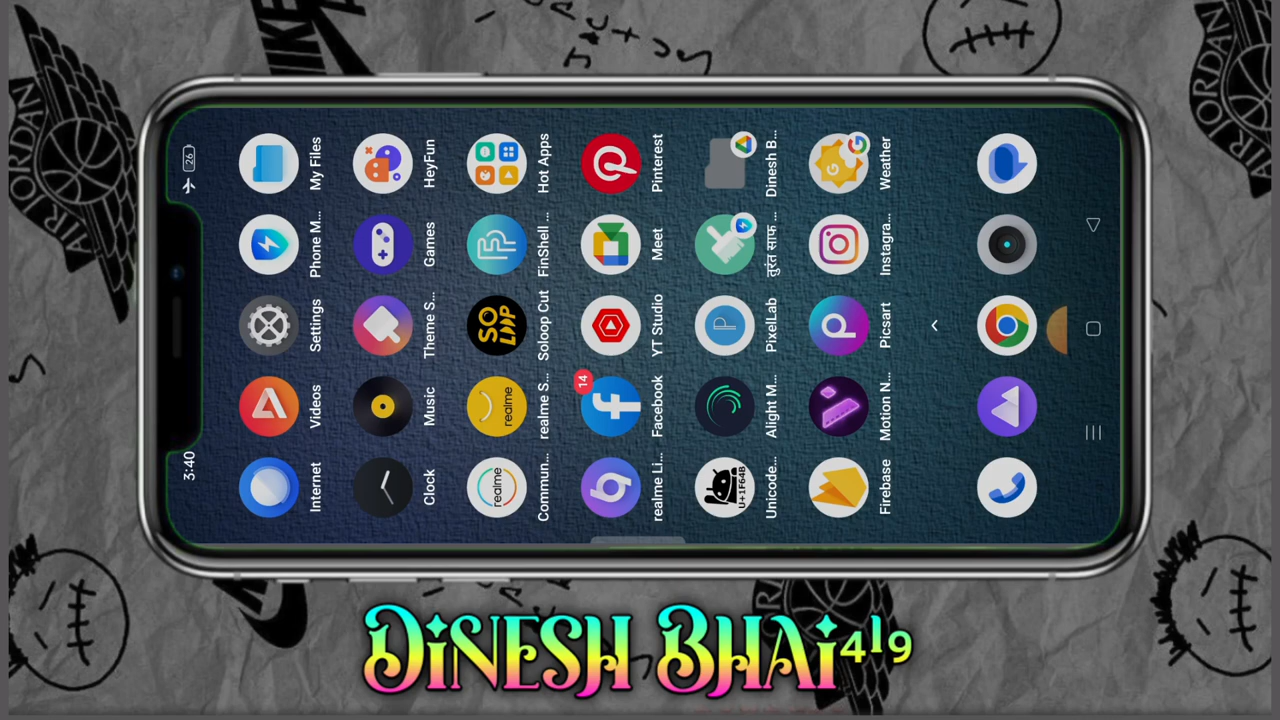 3:40
26
Internet
Videos
Settings
Phone M...
My Files
Clock
Music
Theme S...
Games
HeyFun
realme
realme
SO
LOOP
Commun...
realme S...
Soloop Cut
FinShell ...
Hot Apps
14
realme Li...
Facebook
YT Studio
Meet
Pinterest
U+1F64B
Unicode...
Alight M...
PixelLab
तुरंत साफ़ ...
Dinesh B...
Firebase
Motion N...
Picsart
Instagra...
Weather
AIR JORDAN
AIR JORDAN
NIKE
DINESH BHAI⁴¹⁹